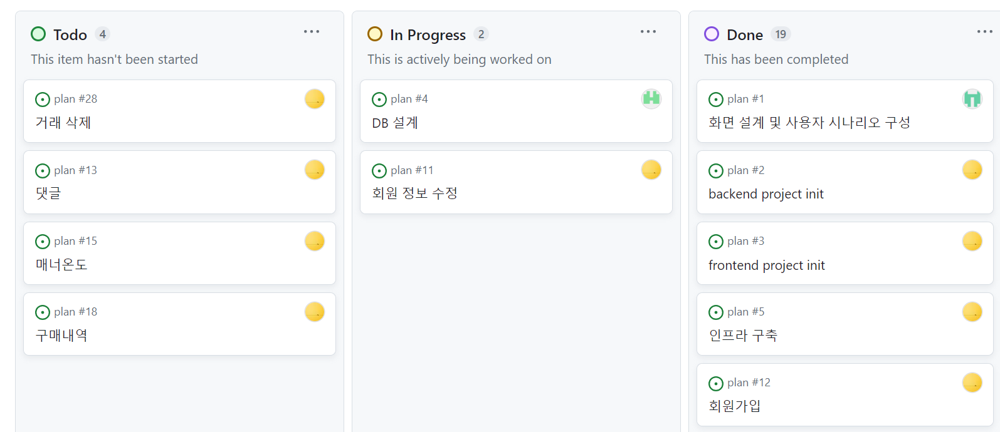 Todo 4
This item hasn't been started
plan #28
거래 삭제
plan #13
댓글
plan #15
매너온도
plan #18
구매내역
In Progress 2
This is actively being worked on
plan #4
DB 설계
plan #11
회원 정보 수정
Done 19
This has been completed
plan #1
화면 설계 및 사용자 시나리오 구성
plan #2
backend project init
plan #3
frontend project init
plan #5
인프라 구축
plan #12
회원가입